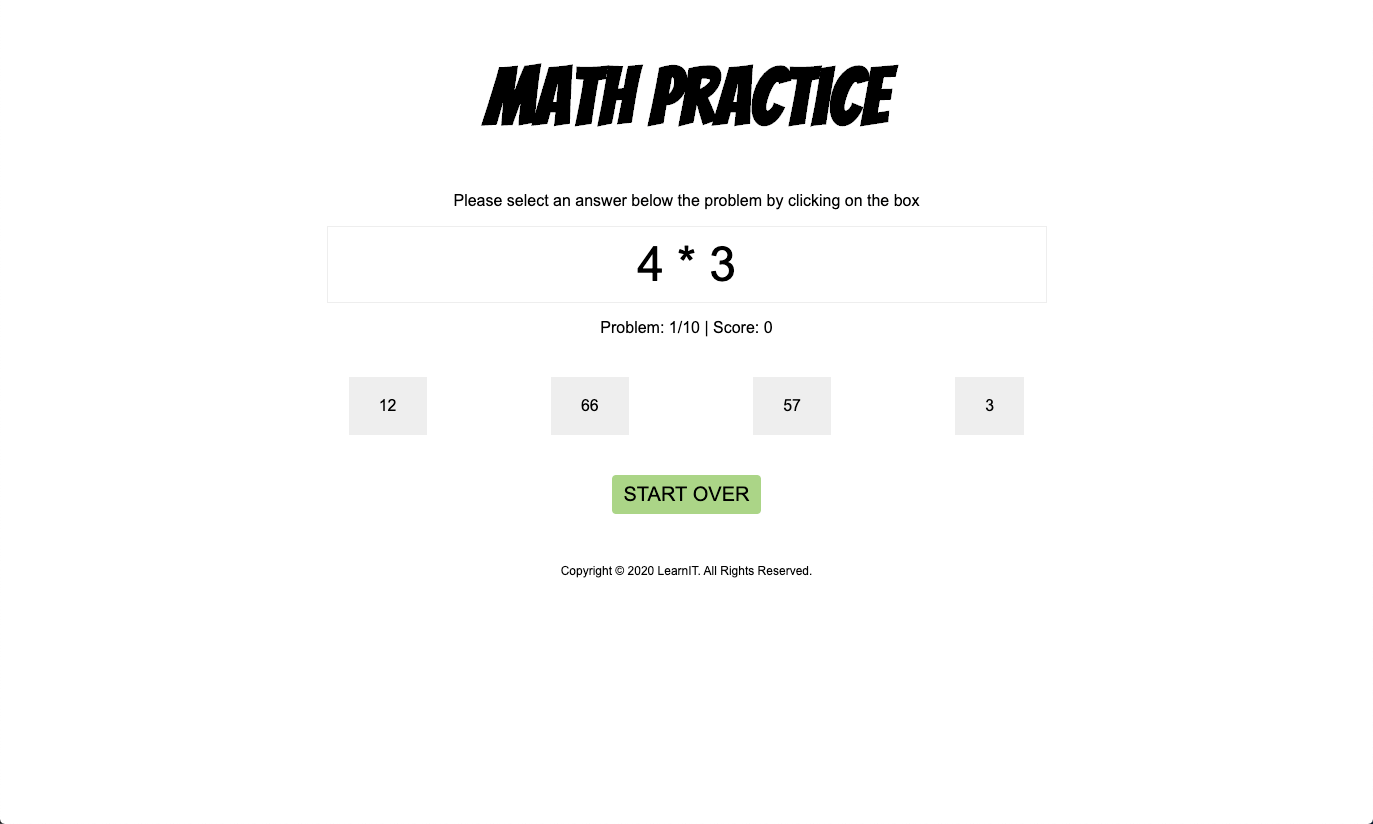 MATH PRACTICE
Please select an answer below the problem by clicking on the box
4 * 3
Problem: 1/10 | Score: 0
12 66 57 3
START OVER
Copyright © 2020 LearnIT. All Rights Reserved.